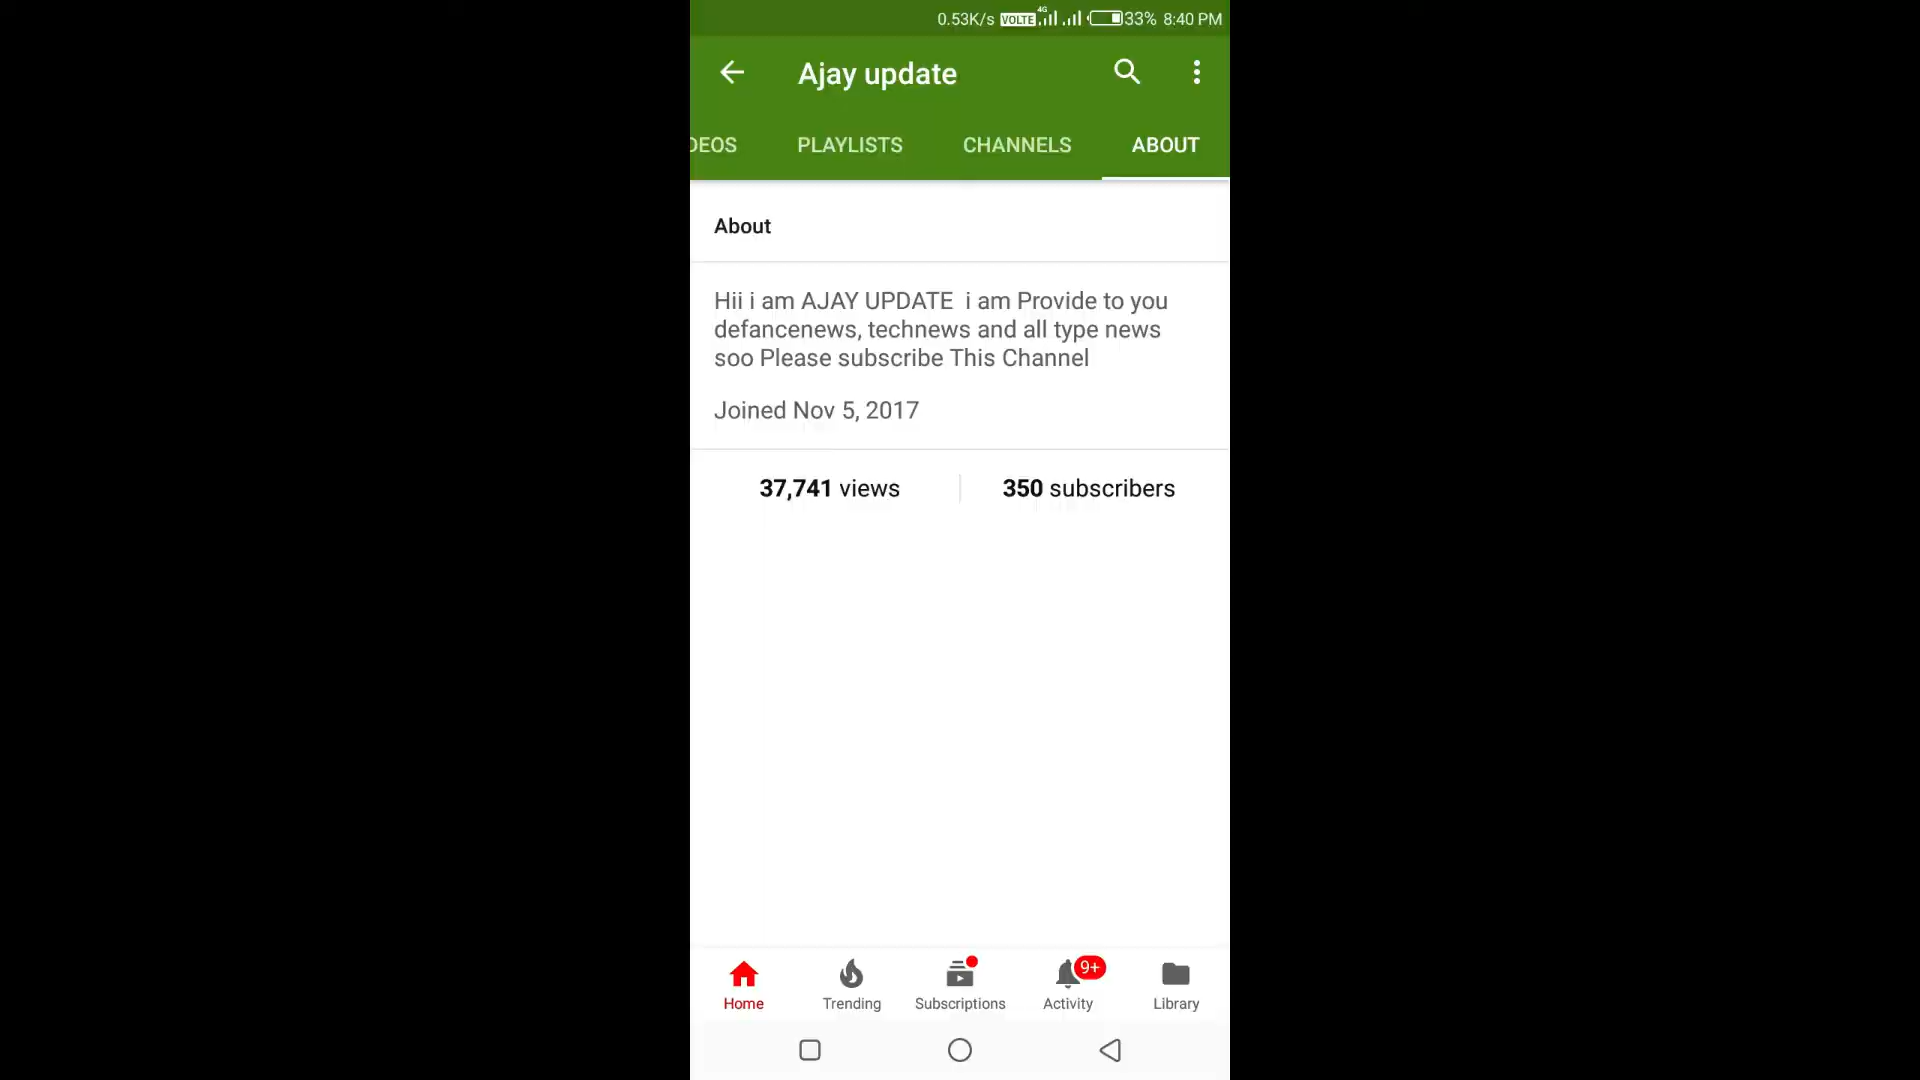 0.53K/s VOLTE 4G 33% 8:40 PM
Ajay update
DEOS PLAYLISTS CHANNELS ABOUT
About
Hii i am AJAY UPDATE  i am Provide to you
defancenews, technews and all type news
soo Please subscribe This Channel
Joined Nov 5, 2017
37,741 views 350 subscribers
9+
Home Trending Subscriptions Activity Library